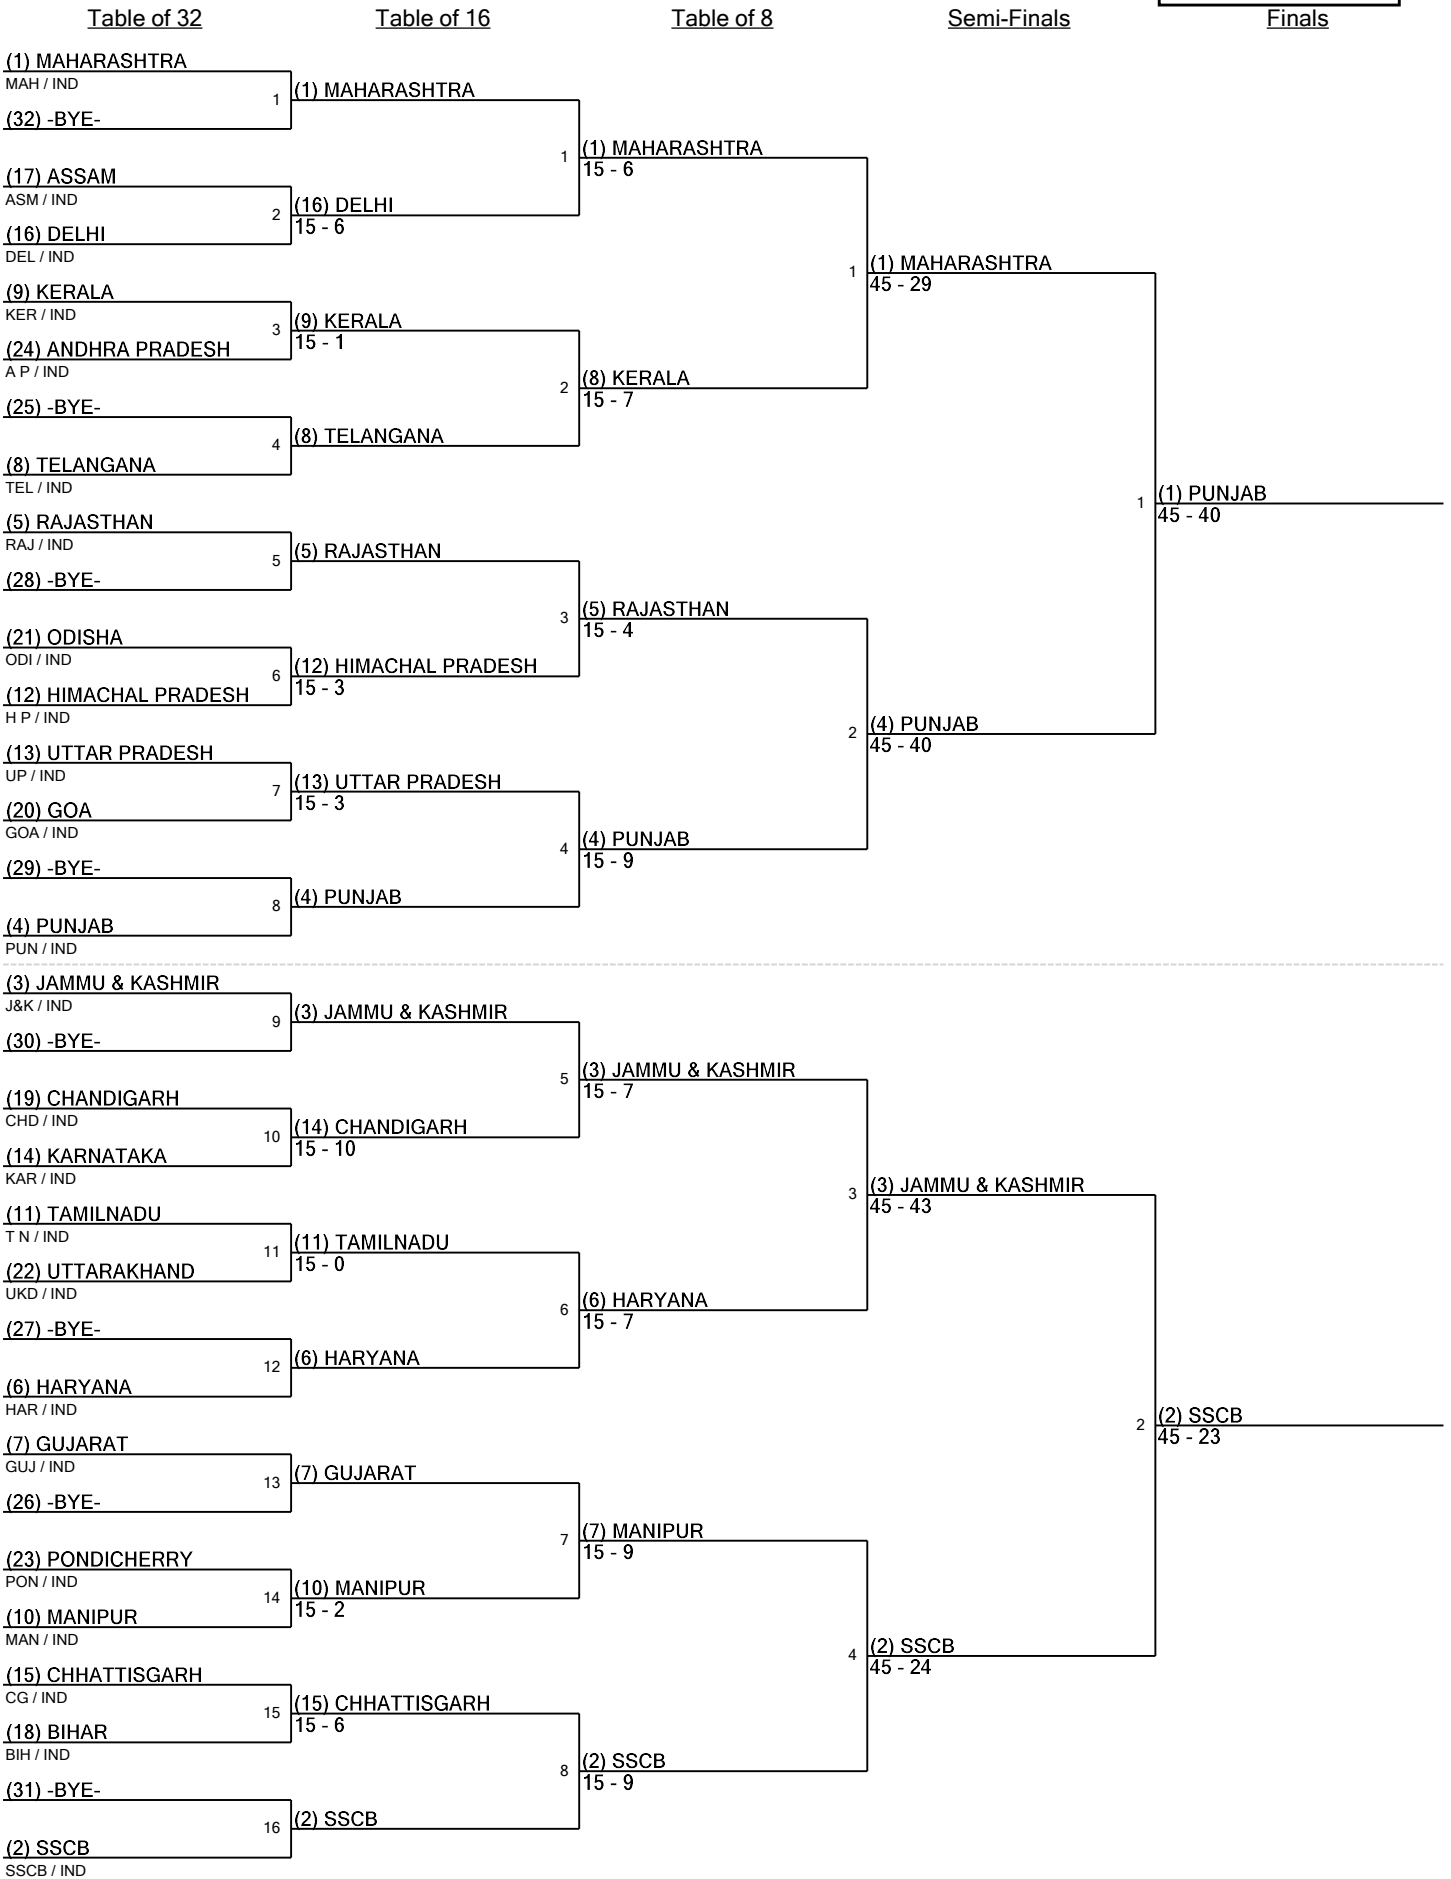 Table of 32
Table of 16
Table of 8
Semi-Finals
Finals
(1) MAHARASHTRA
MAH / IND
(32) -BYE-
(17) ASSAM
ASM / IND
(16) DELHI
DEL / IND
(9) KERALA
KER / IND
(24) ANDHRA PRADESH
A P / IND
(25) -BYE-
(8) TELANGANA
TEL / IND
(5) RAJASTHAN
RAJ / IND
(28) -BYE-
(21) ODISHA
ODI / IND
(12) HIMACHAL PRADESH
H P / IND
(13) UTTAR PRADESH
UP / IND
(20) GOA
GOA / IND
(29) -BYE-
(4) PUNJAB
PUN / IND
(3) JAMMU & KASHMIR
J&K / IND
(30) -BYE-
(19) CHANDIGARH
CHD / IND
(14) KARNATAKA
KAR / IND
(11) TAMILNADU
T N / IND
(22) UTTARAKHAND
UKD / IND
(27) -BYE-
(6) HARYANA
HAR / IND
(7) GUJARAT
GUJ / IND
(26) -BYE-
(23) PONDICHERRY
PON / IND
(10) MANIPUR
MAN / IND
(15) CHHATTISGARH
CG / IND
(18) BIHAR
BIH / IND
(31) -BYE-
(2) SSCB
SSCB / IND
1 (1) MAHARASHTRA
2 (16) DELHI
15 - 6
3 (9) KERALA
15 - 1
4 (8) TELANGANA
5 (5) RAJASTHAN
6 (12) HIMACHAL PRADESH
15 - 3
7 (13) UTTAR PRADESH
15 - 3
8 (4) PUNJAB
9 (3) JAMMU & KASHMIR
10 (14) CHANDIGARH
15 - 10
11 (11) TAMILNADU
15 - 0
12 (6) HARYANA
13 (7) GUJARAT
14 (10) MANIPUR
15 - 2
15 (15) CHHATTISGARH
15 - 6
16 (2) SSCB
1 (1) MAHARASHTRA
15 - 6
2 (8) KERALA
15 - 7
3 (5) RAJASTHAN
15 - 4
4 (4) PUNJAB
15 - 9
5 (3) JAMMU & KASHMIR
15 - 7
6 (6) HARYANA
15 - 7
7 (7) MANIPUR
15 - 9
8 (2) SSCB
15 - 9
1 (1) MAHARASHTRA
45 - 29
2 (4) PUNJAB
45 - 40
3 (3) JAMMU & KASHMIR
45 - 43
4 (2) SSCB
45 - 24
1 (1) PUNJAB
45 - 40
2 (2) SSCB
45 - 23